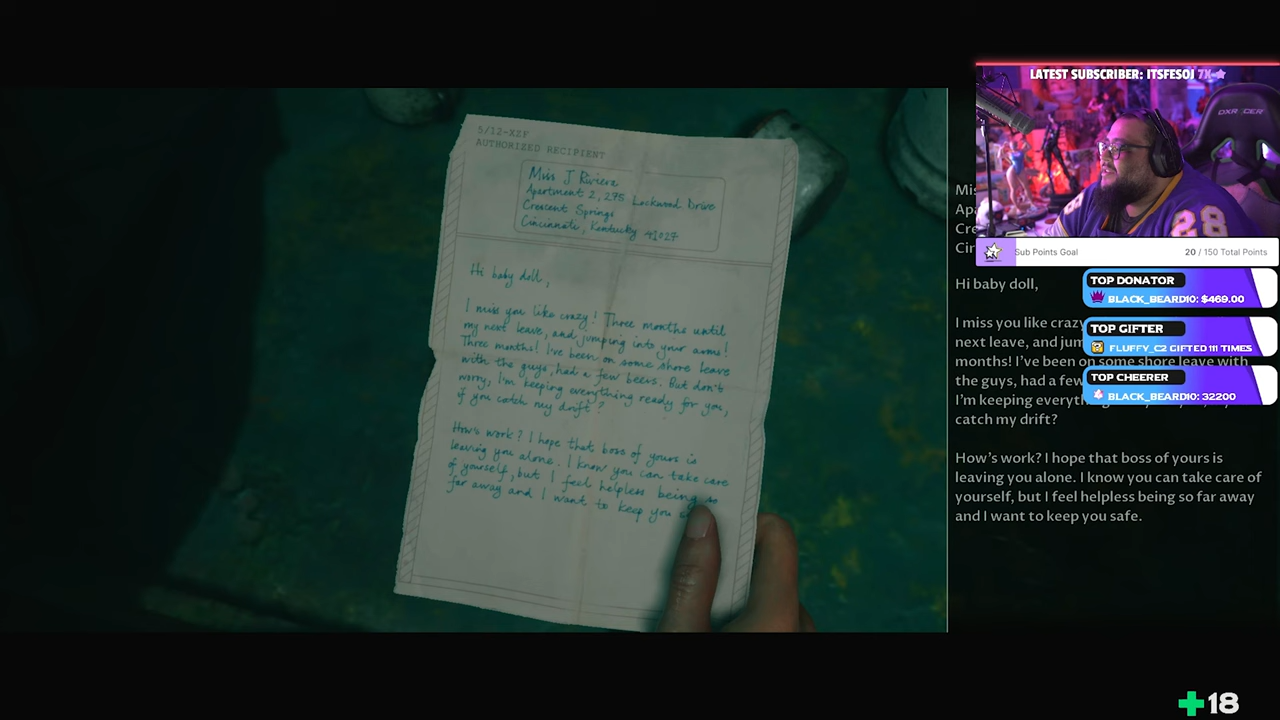 5/12-XZF
AUTHORIZED RECIPIENT
Miss J Riviera
Apartment 2, 275 Lockwood Drive
Crescent Springs
Cincinnati, Kentucky 41027
Hi baby doll,
I miss you like crazy! Three months until
my next leave, and jumping into your arms!
Three months! I've been on some shore leave
with the guys, had a few beers. But don't
worry, I'm keeping everything ready for you,
if you catch my drift?
How's work? I hope that boss of yours is
leaving you alone. I know you can take care
of yourself, but I feel helpless being so
far away and I want to keep you
LATEST SUBSCRIBER: ITSFESOJ 7X
DXRACER
28
Sub Points Goal
20 / 150 Total Points
Mis
Apa
Cre
Cir
Hi baby doll,
I miss you like crazy
next leave, and jum
months! I've been on some shore leave with
the guys, had a few
I'm keeping everyth
catch my drift?
How's work? I hope that boss of yours is
leaving you alone. I know you can take care of
yourself, but I feel helpless being so far away
and I want to keep you safe.
TOP DONATOR
BLACK_BEARD10: $469.00
TOP GIFTER
FLUFFY_C2 GIFTED 111 TIMES
TOP CHEERER
BLACK_BEARD10: 32200
+18